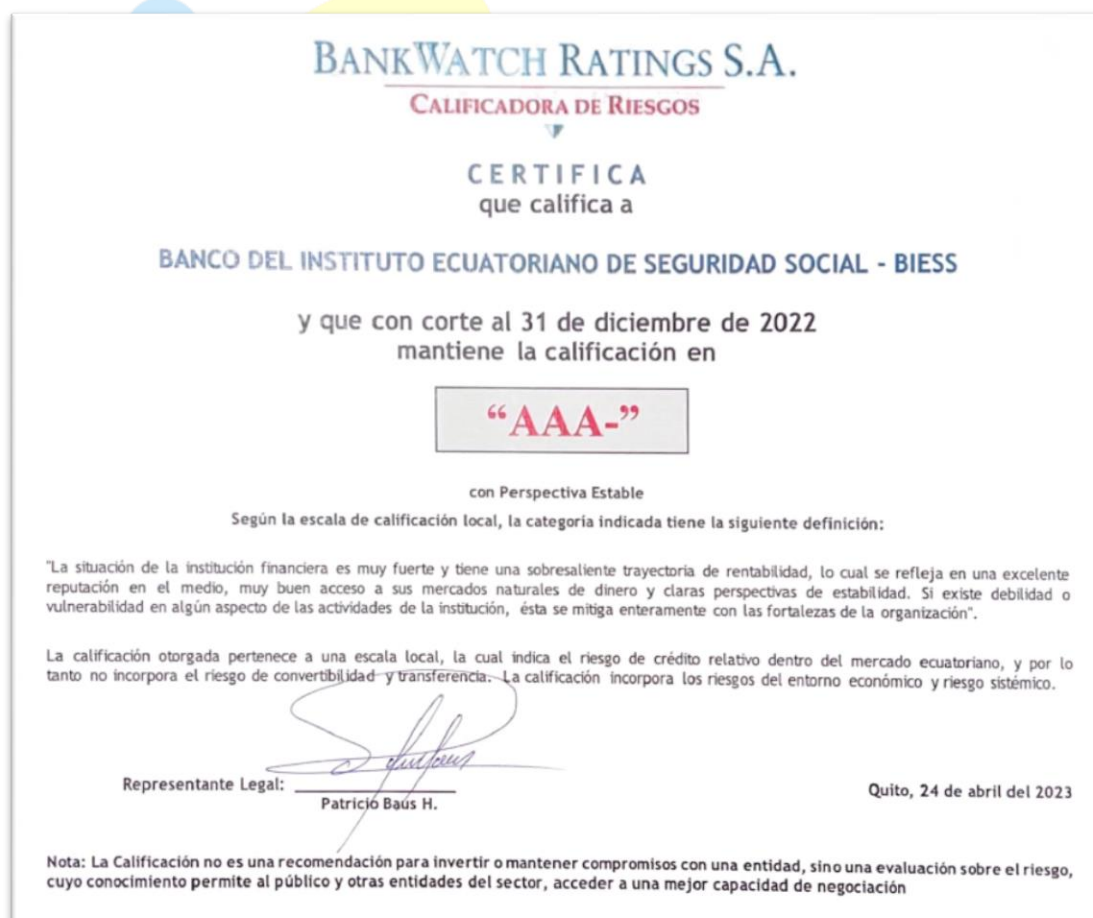 BANKWATCH RATINGS S.A.
CALIFICADORA DE RIESGOS
CERTIFICA
que califica a
BANCO DEL INSTITUTO ECUATORIANO DE SEGURIDAD SOCIAL - BIESS
y que con corte al 31 de diciembre de 2022
mantiene la calificación en
“AAA-”
con Perspectiva Estable
Según la escala de calificación local, la categoría indicada tiene la siguiente definición:
"La situación de la institución financiera es muy fuerte y tiene una sobresaliente trayectoria de rentabilidad, lo cual se refleja en una excelente
reputación en el medio, muy buen acceso a sus mercados naturales de dinero y claras perspectivas de estabilidad. Si existe debilidad o
vulnerabilidad en algún aspecto de las actividades de la institución, ésta se mitiga enteramente con las fortalezas de la organización".
La calificación otorgada pertenece a una escala local, la cual indica el riesgo de crédito relativo dentro del mercado ecuatoriano, y por lo
tanto no incorpora el riesgo de convertibilidad y transferencia. La calificación incorpora los riesgos del entorno económico y riesgo sistémico.
Representante Legal:
Patricio Baús H.
Quito, 24 de abril del 2023
Nota: La Calificación no es una recomendación para invertir o mantener compromisos con una entidad, sino una evaluación sobre el riesgo,
cuyo conocimiento permite al público y otras entidades del sector, acceder a una mejor capacidad de negociación